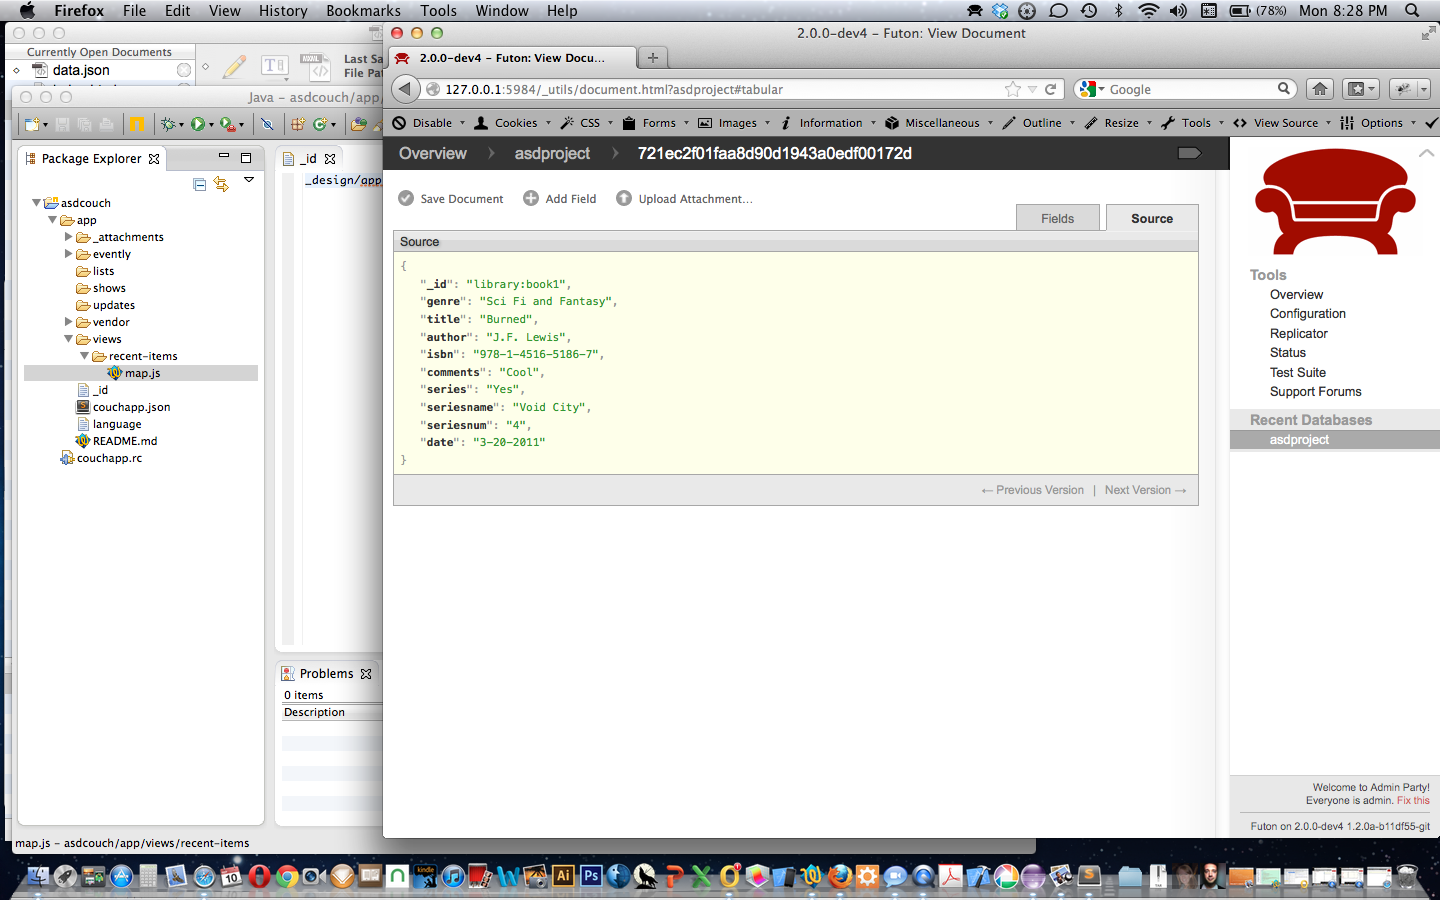 Firefox File Edit View History Bookmarks Tools Window Help (78%) Mon 8:28 PM
Currently Open Documents
data.json
Last Sa
File Pat
2.0.0-dev4 – Futon: View Document
2.0.0-dev4 – Futon: View Docu...
127.0.0.1:5984/_utils/document.html?asdproject#tabular
Google
Disable Cookies CSS Forms Images Information Miscellaneous Outline Resize Tools View Source Options
Java – asdcouch/app/
Package Explorer
asdcouch
app
_attachments
evently
lists
shows
updates
vendor
views
recent-items
map.js
_id
couchapp.json
language
README.md
couchapp.rc
_id
_design/app
Problems
0 items
Description
map.js – asdcouch/app/views/recent-items
Overview asdproject 721ec2f01faa8d90d1943a0edf00172d
Save Document Add Field Upload Attachment...
Fields Source
Source
{
"_id": "library:book1",
"genre": "Sci Fi and Fantasy",
"title": "Burned",
"author": "J.F. Lewis",
"isbn": "978-1-4516-5186-7",
"comments": "Cool",
"series": "Yes",
"seriesname": "Void City",
"seriesnum": "4",
"date": "3-20-2011"
}
← Previous Version | Next Version →
Tools
Overview
Configuration
Replicator
Status
Test Suite
Support Forums
Recent Databases
asdproject
Welcome to Admin Party!
Everyone is admin. Fix this
Futon on 2.0.0-dev4 1.2.0a-b11df55-git
10
kindle
Ai
Ps